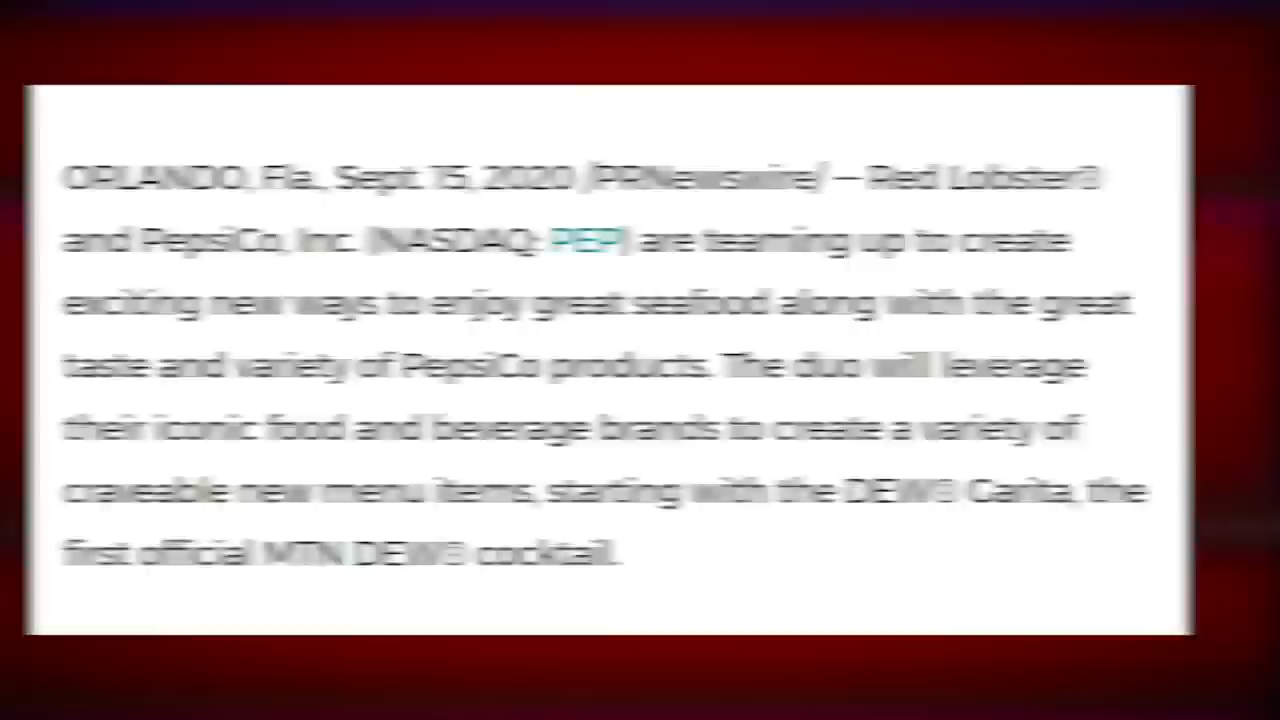 ORLANDO, Fla., Sept. 15, 2020 /PRNewswire/ – Red Lobster®
and PepsiCo, Inc. (NASDAQ: PEP) are teaming up to create
exciting new ways to enjoy great seafood along with the great
taste and variety of PepsiCo products. The duo will leverage
their iconic food and beverage brands to create a variety of
craveable new menu items, starting with the DEW® Garita, the
first official MTN DEW® cocktail.